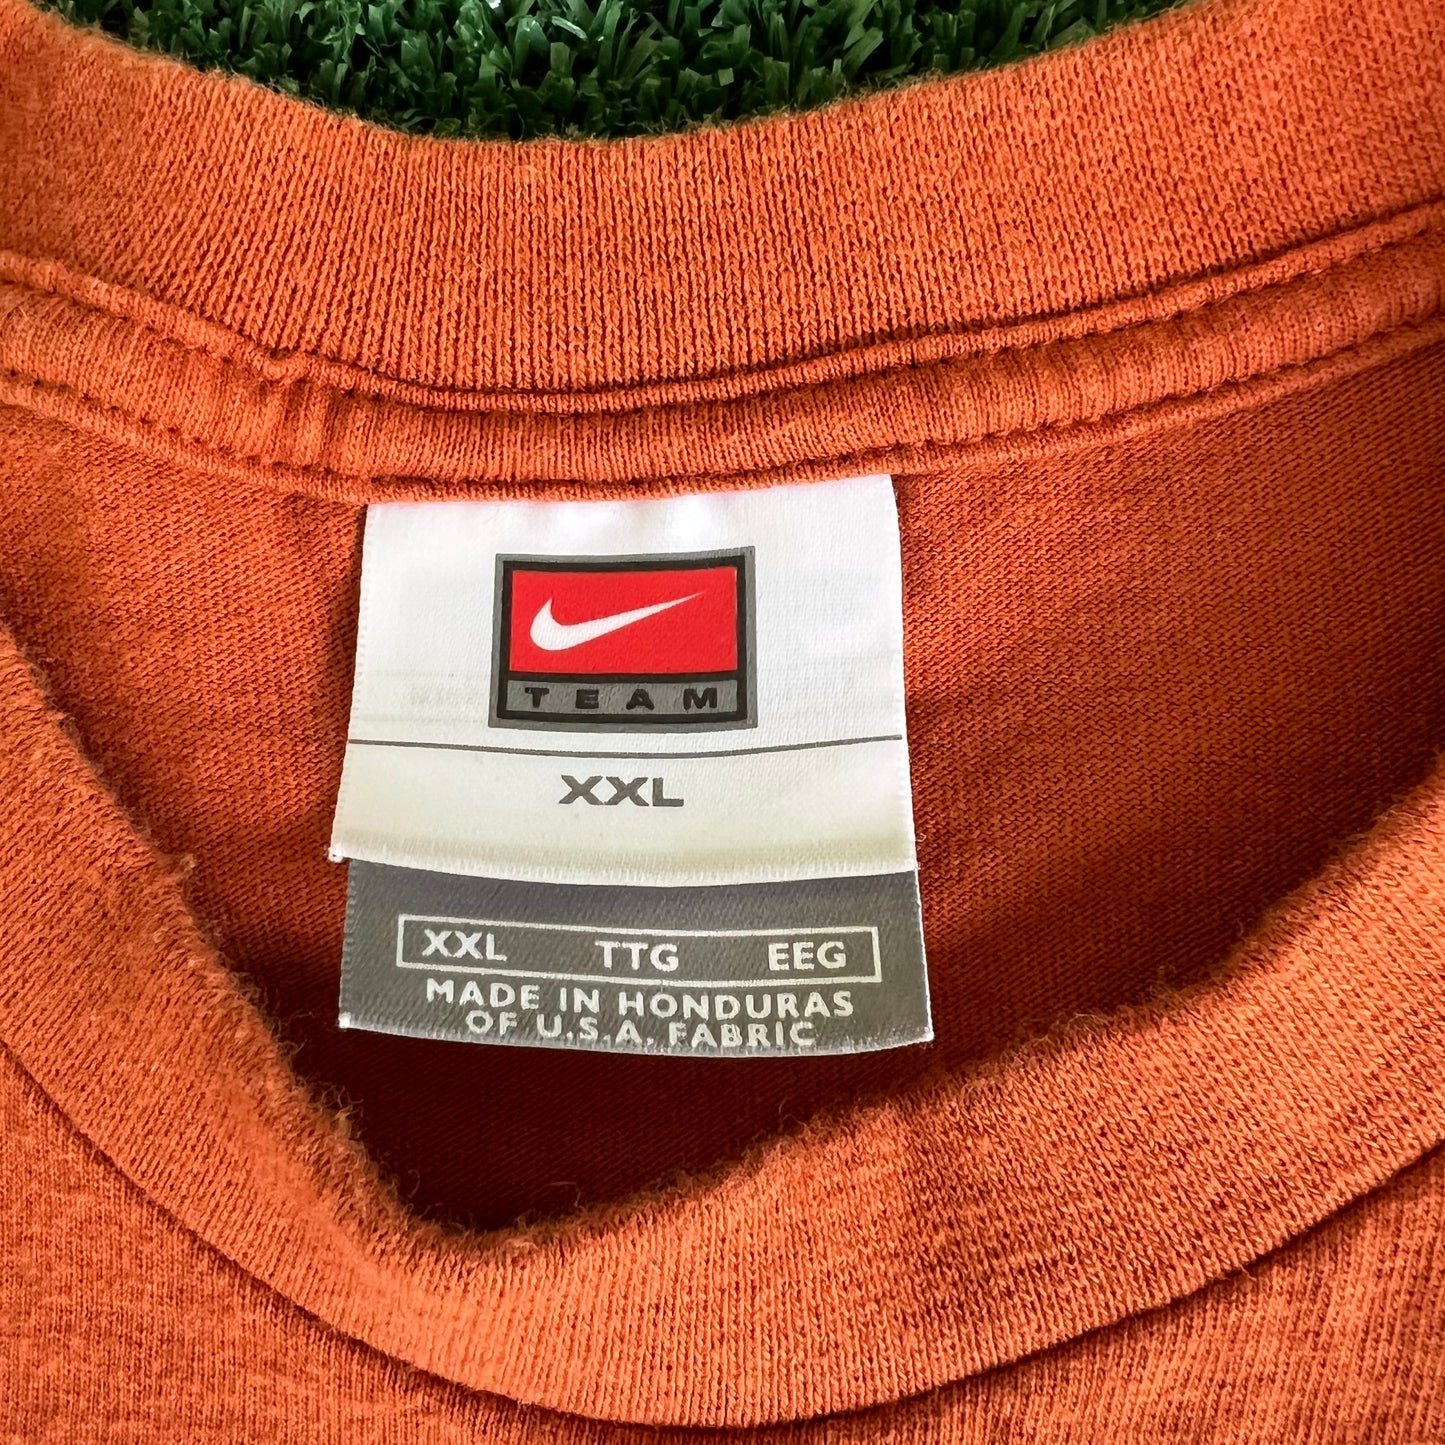 TEAM
XXL
XXL TTG EEG
MADE IN HONDURAS
OF U.S.A. FABRIC